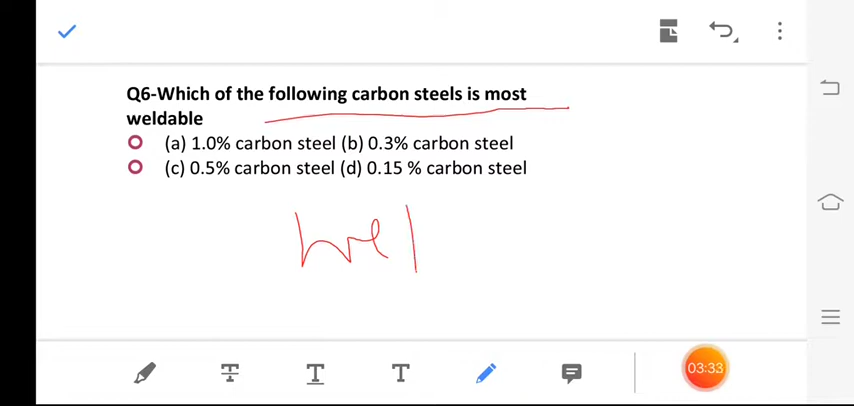 Q6-Which of the following carbon steels is most
weldable
(a) 1.0% carbon steel (b) 0.3% carbon steel
(c) 0.5% carbon steel (d) 0.15 % carbon steel
wel
T
T
T
03:33